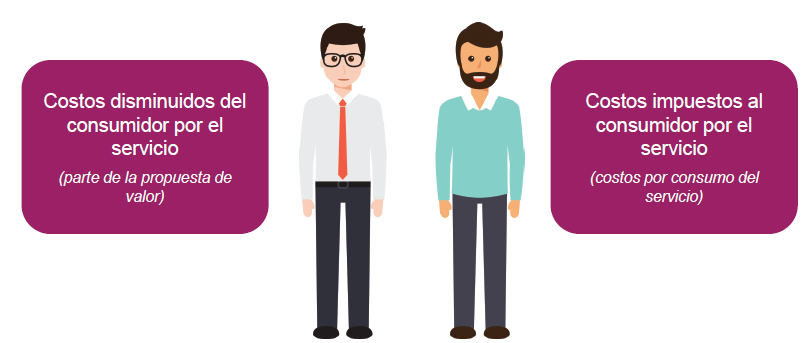 Costos disminuidos del
consumidor por el
servicio
(parte de la propuesta de
valor)
Costos impuestos al
consumidor por el
servicio
(costos por consumo del
servicio)